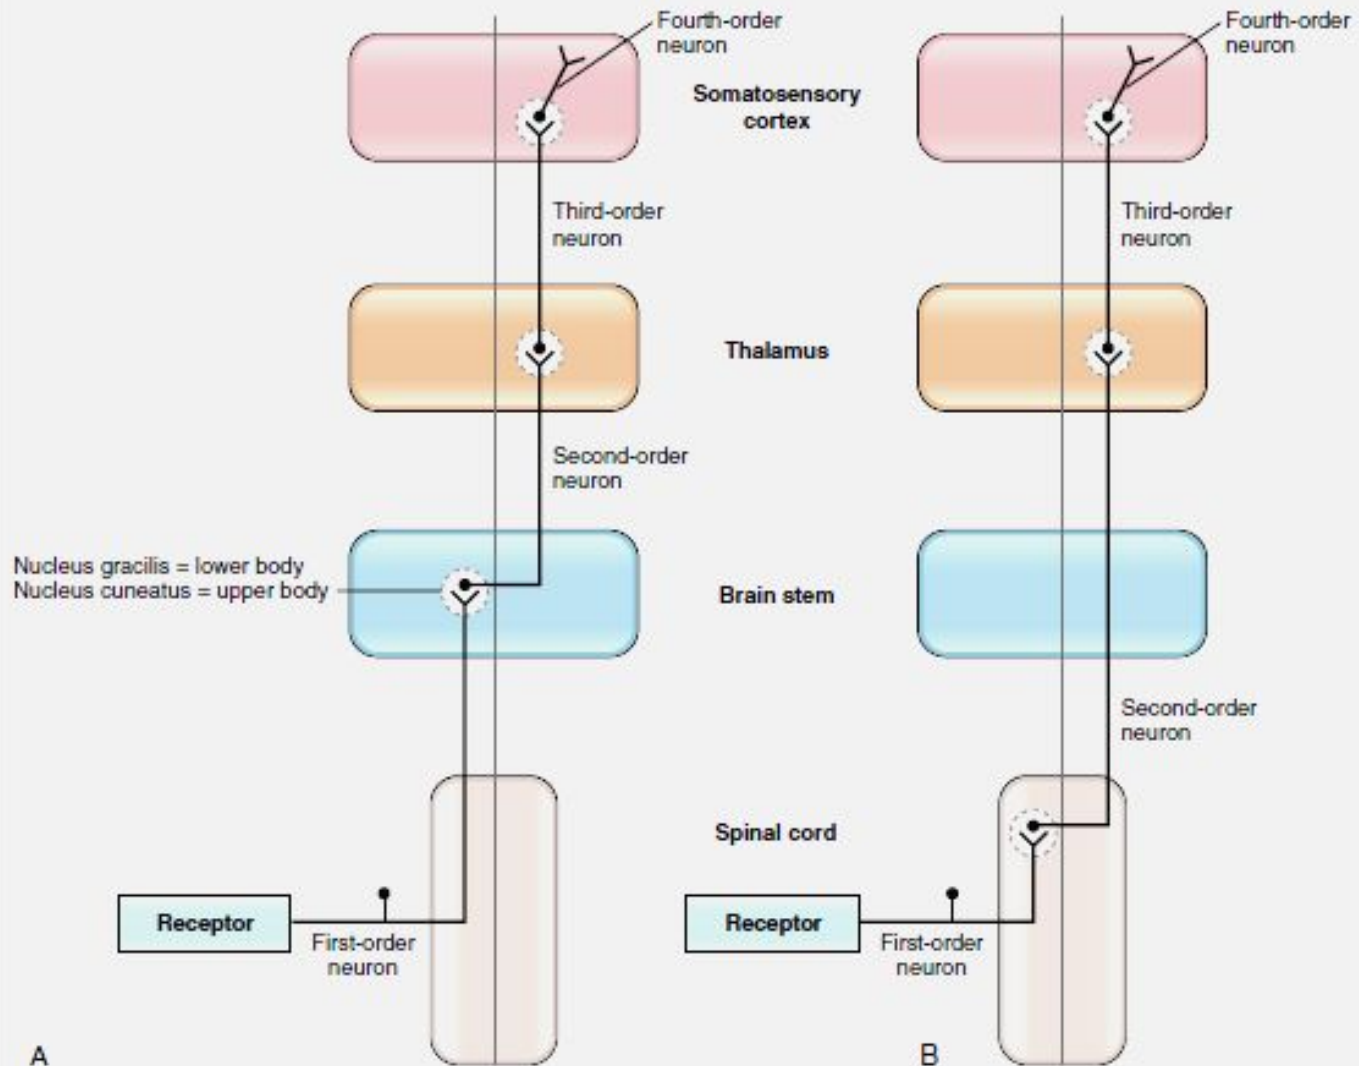 Fourth-order
neuron
Somatosensory
cortex
Third-order
neuron
Thalamus
Second-order
neuron
Nucleus gracilis = lower body
Nucleus cuneatus = upper body
Brain stem
Spinal cord
Receptor
First-order
neuron
A
Fourth-order
neuron
Third-order
neuron
Second-order
neuron
Receptor
First-order
neuron
B